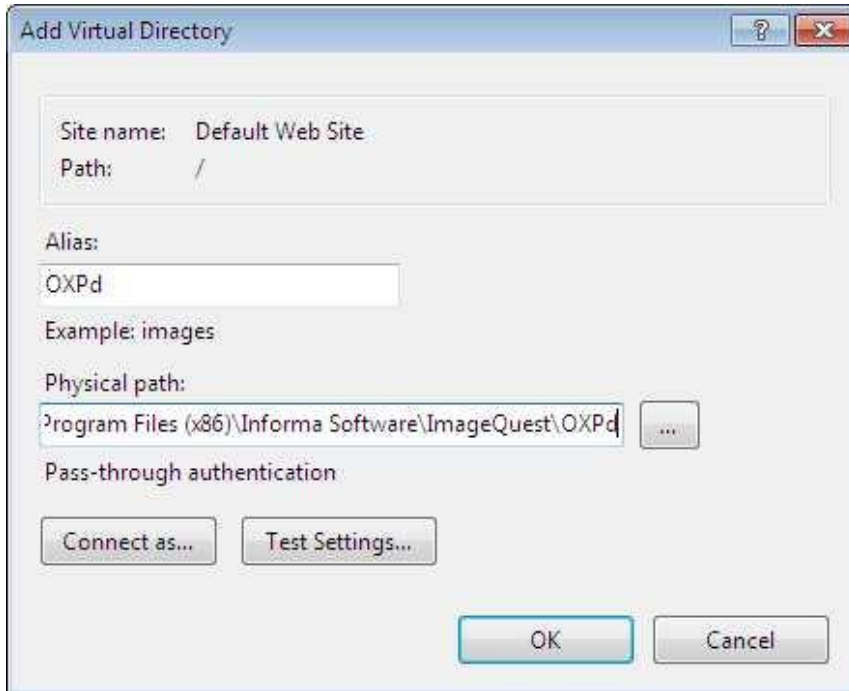 Add Virtual Directory
?
Site name: Default Web Site
Path: /
Alias:
OXPd
Example: images
Physical path:
Program Files (x86)\Informa Software\ImageQuest\OXPd
...
Pass-through authentication
Connect as...
Test Settings...
OK
Cancel